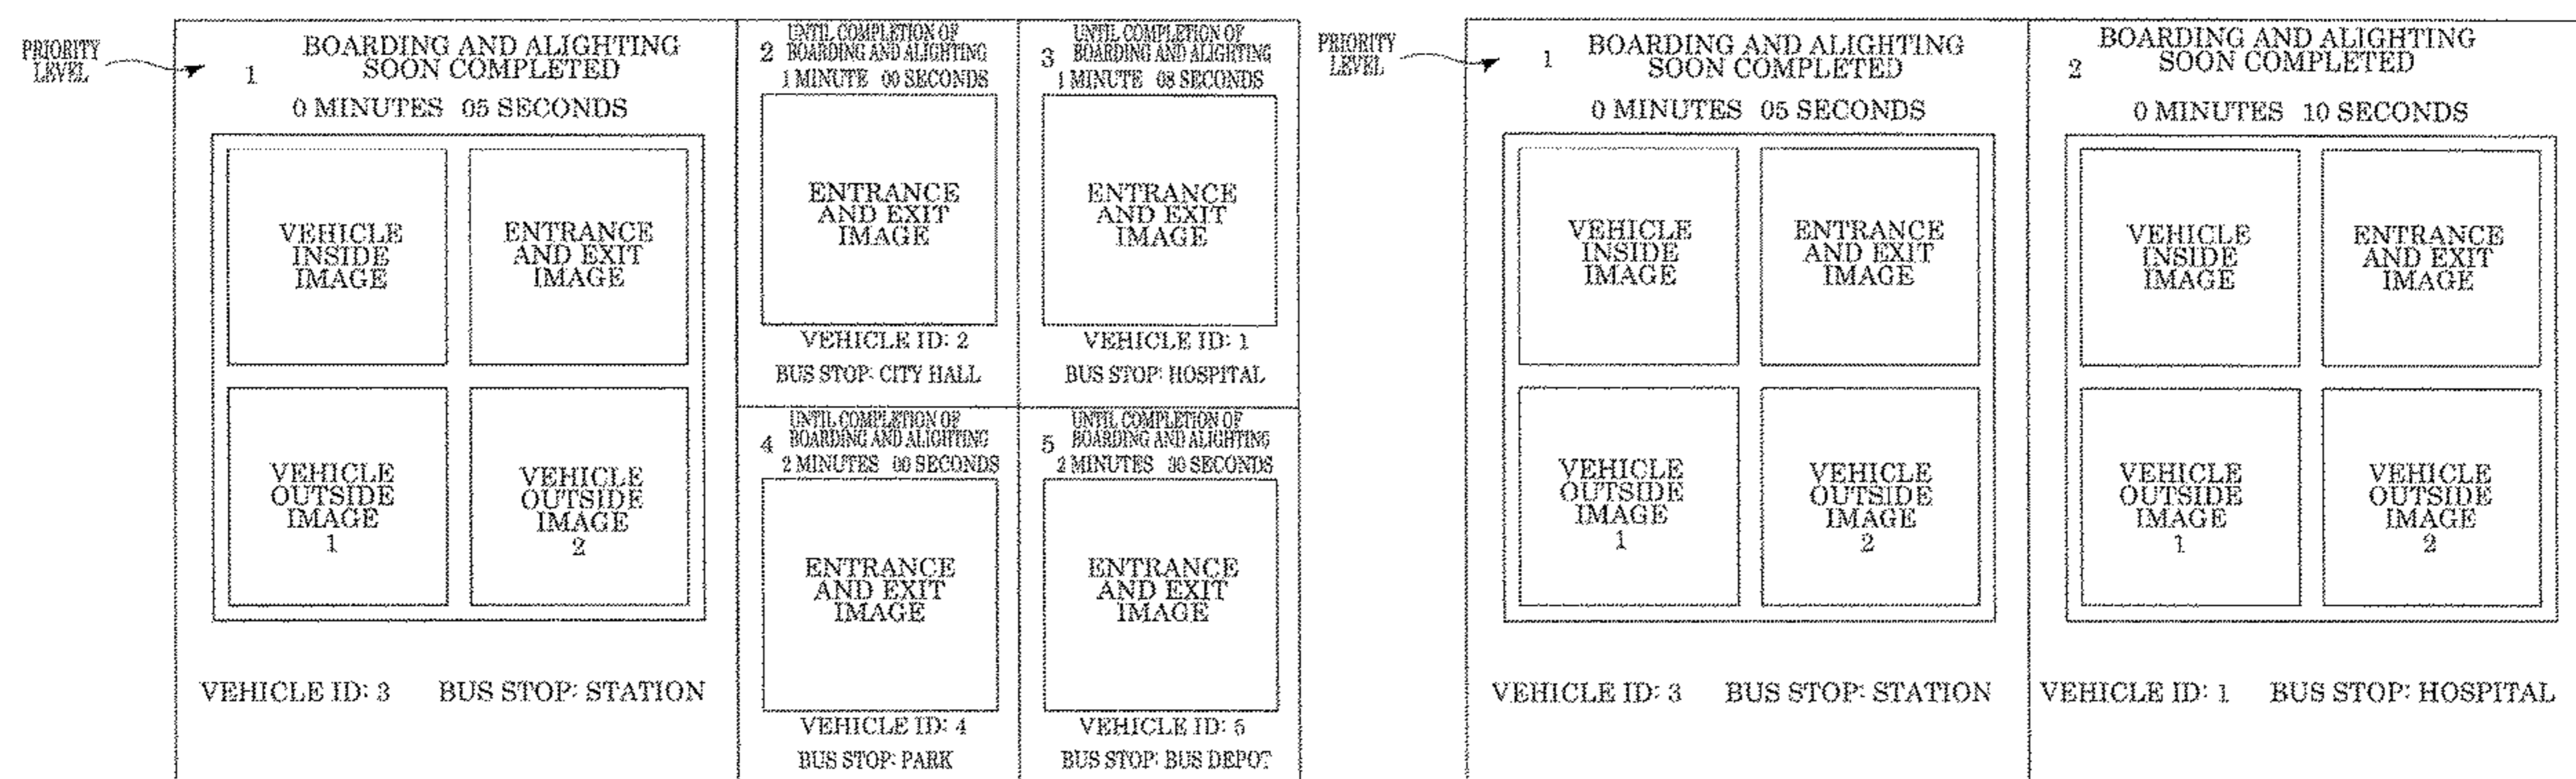 PRIORITY
LEVEL
1
BOARDING AND ALIGHTING
SOON COMPLETED
0 MINUTES 05 SECONDS
VEHICLE
INSIDE
IMAGE
ENTRANCE
AND EXIT
IMAGE
VEHICLE
OUTSIDE
IMAGE
1
VEHICLE
OUTSIDE
IMAGE
2
VEHICLE ID: 3
BUS STOP: STATION
2
UNTIL COMPLETION OF
BOARDING AND ALIGHTING
1 MINUTE 00 SECONDS
ENTRANCE
AND EXIT
IMAGE
VEHICLE ID: 2
BUS STOP: CITY HALL
3
UNTIL COMPLETION OF
BOARDING AND ALIGHTING
1 MINUTE 08 SECONDS
ENTRANCE
AND EXIT
IMAGE
VEHICLE ID: 1
BUS STOP: HOSPITAL
4
UNTIL COMPLETION OF
BOARDING AND ALIGHTING
2 MINUTES 00 SECONDS
ENTRANCE
AND EXIT
IMAGE
VEHICLE ID: 4
BUS STOP: PARK
5
UNTIL COMPLETION OF
BOARDING AND ALIGHTING
2 MINUTES 30 SECONDS
ENTRANCE
AND EXIT
IMAGE
VEHICLE ID: 5
BUS STOP: BUS DEPOT
PRIORITY
LEVEL
1
BOARDING AND ALIGHTING
SOON COMPLETED
0 MINUTES 05 SECONDS
VEHICLE
INSIDE
IMAGE
ENTRANCE
AND EXIT
IMAGE
VEHICLE
OUTSIDE
IMAGE
1
VEHICLE
OUTSIDE
IMAGE
2
VEHICLE ID: 3
BUS STOP: STATION
2
BOARDING AND ALIGHTING
SOON COMPLETED
0 MINUTES 10 SECONDS
VEHICLE
INSIDE
IMAGE
ENTRANCE
AND EXIT
IMAGE
VEHICLE
OUTSIDE
IMAGE
1
VEHICLE
OUTSIDE
IMAGE
2
VEHICLE ID: 1
BUS STOP: HOSPITAL